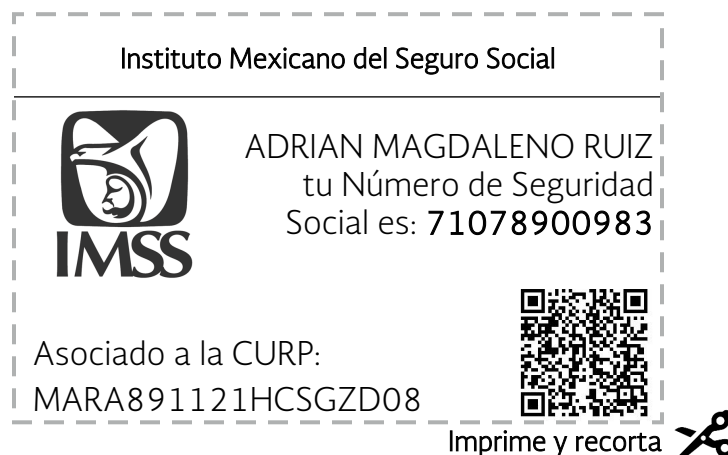 Instituto Mexicano del Seguro Social
ADRIAN MAGDALENO RUIZ
tu Número de Seguridad
Social es: 71078900983
IMSS
Asociado a la CURP:
MARA891121HCSGZD08
Imprime y recorta